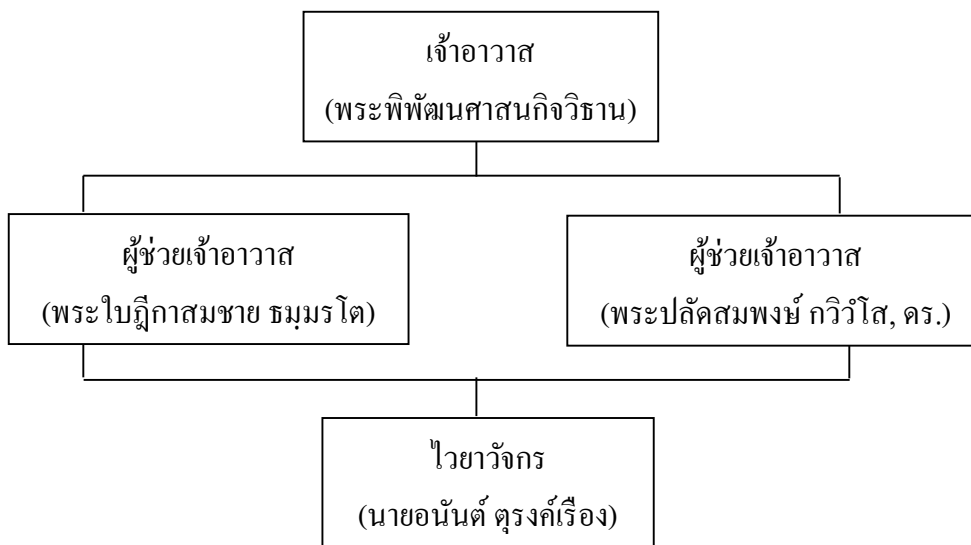 เจ้าอาวาส
(พระพิพัฒนศาสนกิจวิธาน)
ผู้ช่วยเจ้าอาวาส
(พระใบฎีกาสมชาย ธมฺมรโต)
ผู้ช่วยเจ้าอาวาส
(พระปลัดสมพงษ์ กวิวํโส, ดร.)
ไวยาวัจกร
(นายอนันต์ ตุรงค์เรือง)